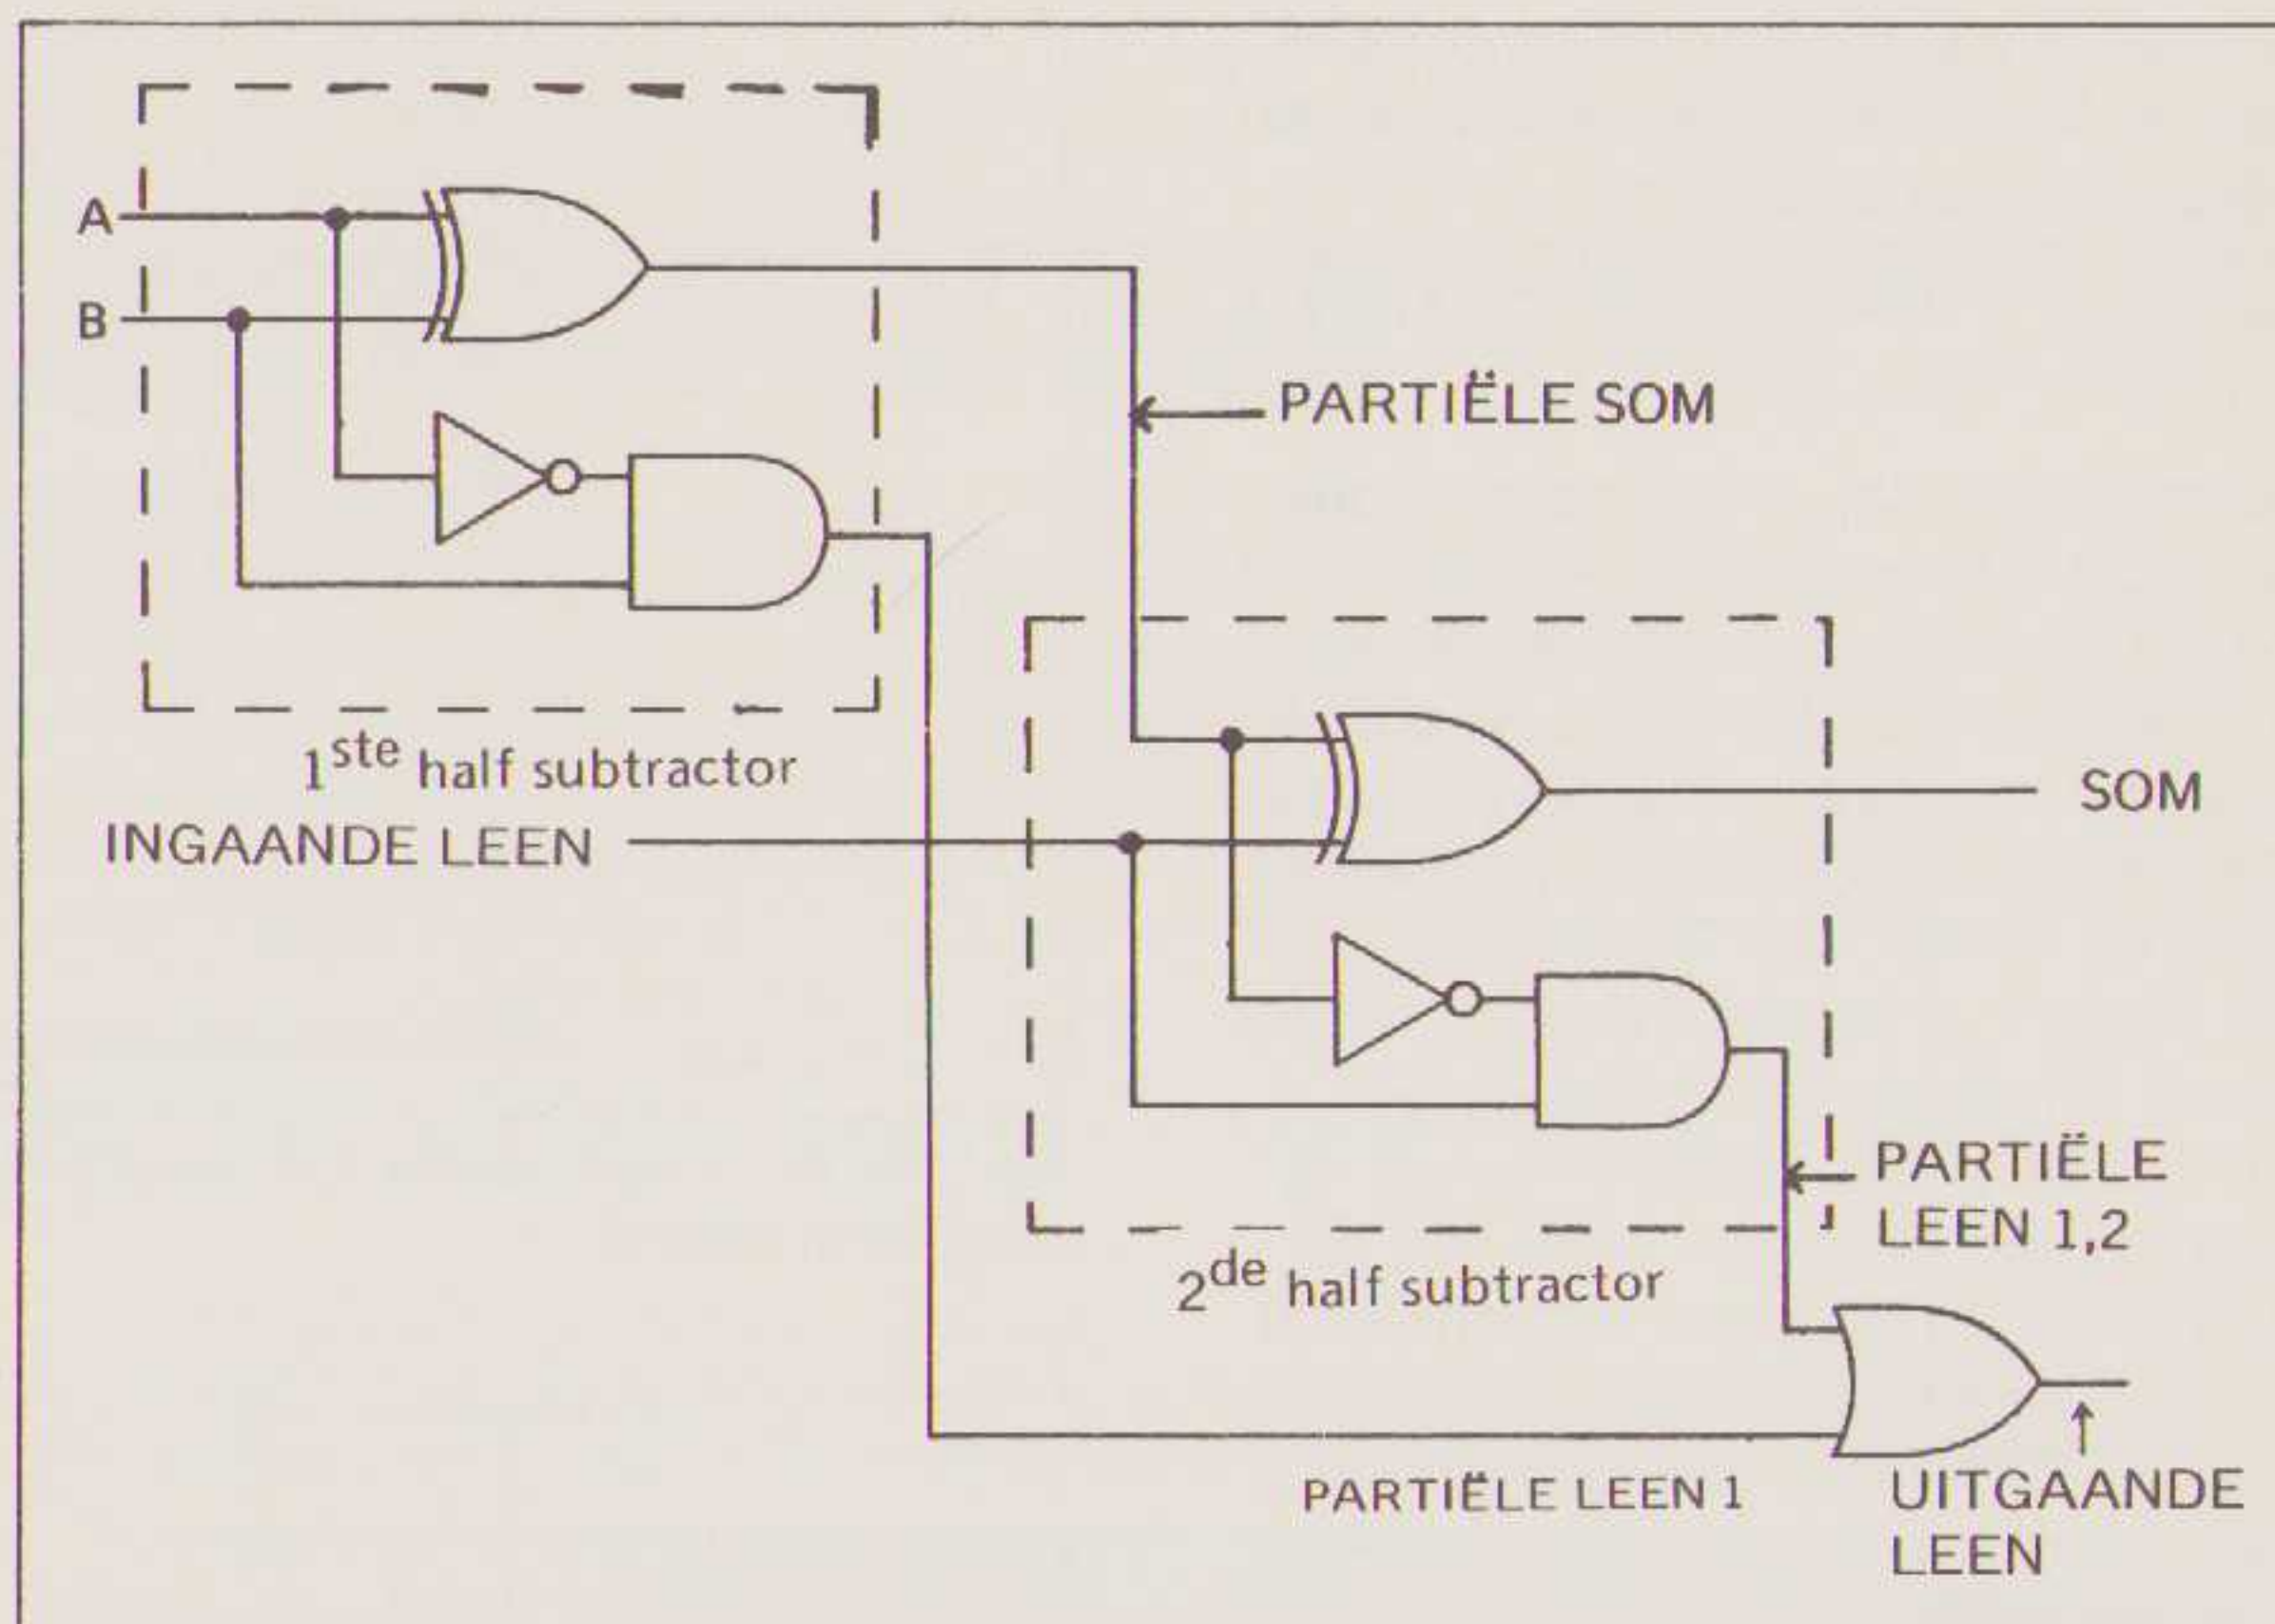 A
B
PARTIËLE SOM
1ste half subtractor
INGAANDE LEEN
SOM
PARTIËLE
LEEN 1,2
2de half subtractor
PARTIËLE LEEN 1
UITGAANDE
LEEN